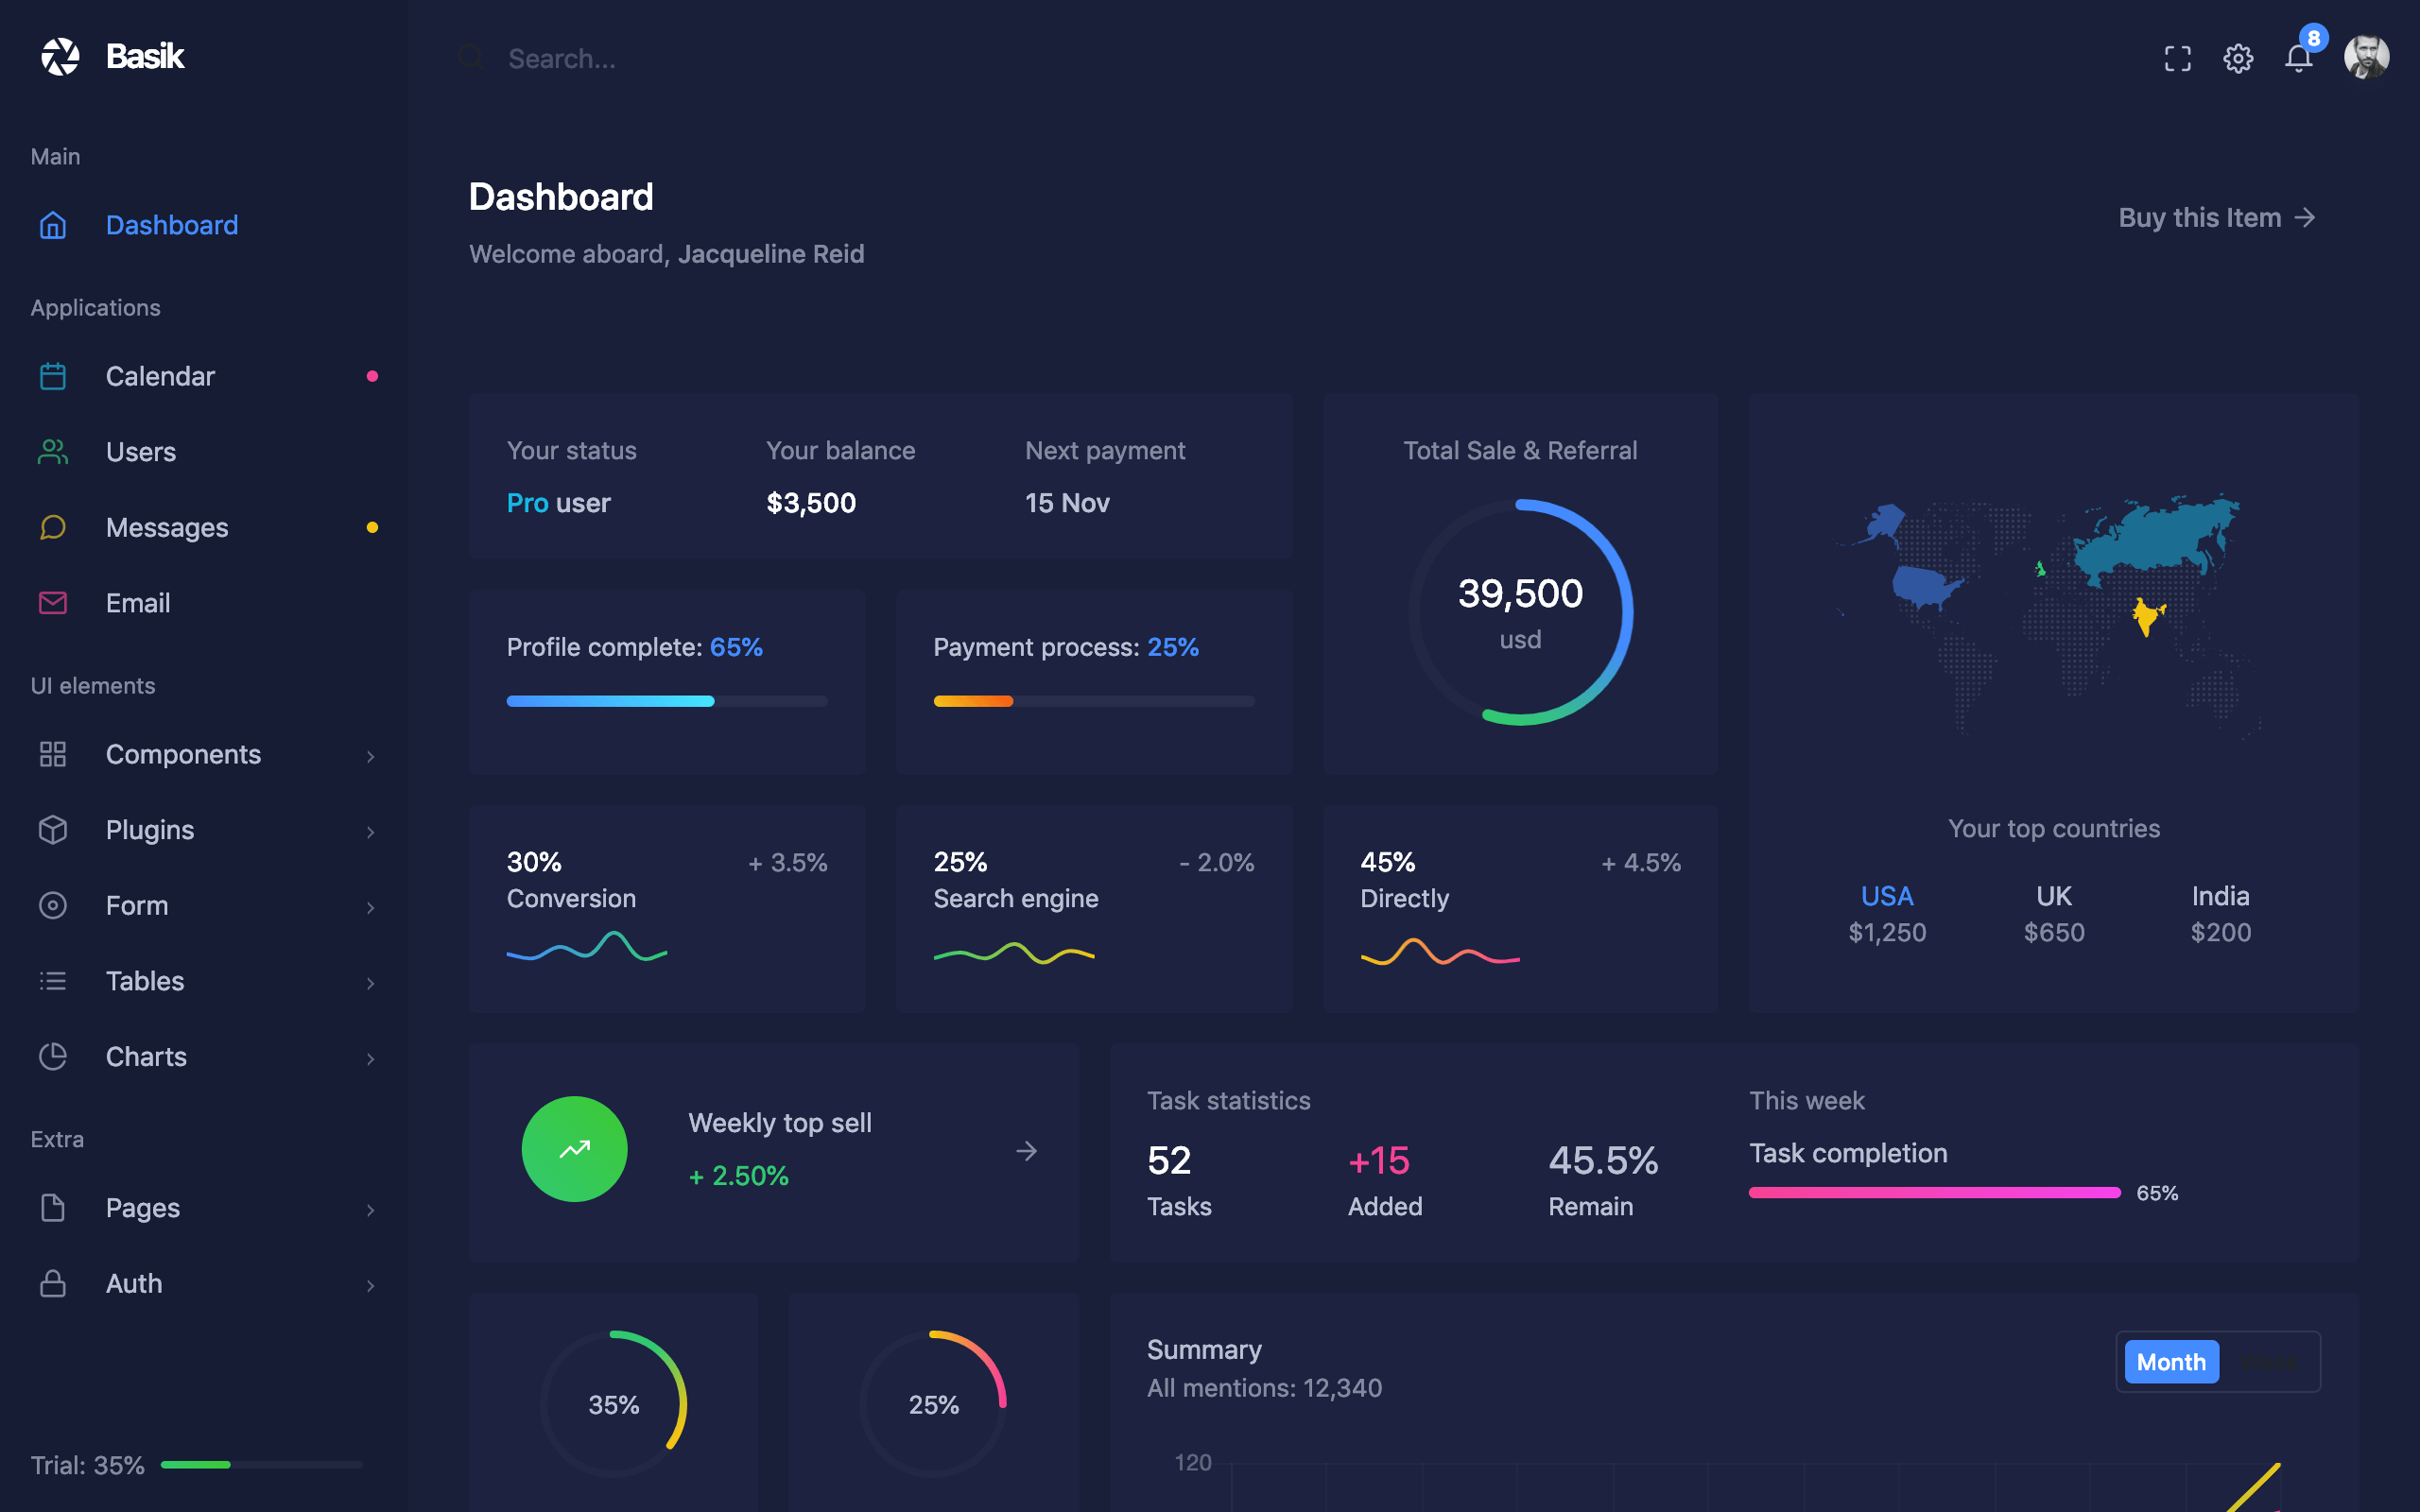 Basik
Search...
8
Main
Dashboard
Applications
Calendar
Users
Messages
Email
UI elements
Components
Plugins
Form
Tables
Charts
Extra
Pages
Auth
Trial: 35%
Dashboard
Welcome aboard, Jacqueline Reid
Buy this Item
Your status
Pro user
Your balance
$3,500
Next payment
15 Nov
Profile complete: 65%
Payment process: 25%
Total Sale & Referral
39,500
usd
30%
+ 3.5%
Conversion
25%
- 2.0%
Search engine
45%
+ 4.5%
Directly
Your top countries
USA
$1,250
UK
$650
India
$200
Weekly top sell
+ 2.50%
Task statistics
52
Tasks
+15
Added
45.5%
Remain
This week
Task completion
65%
35%
25%
Summary
All mentions: 12,340
Month
120